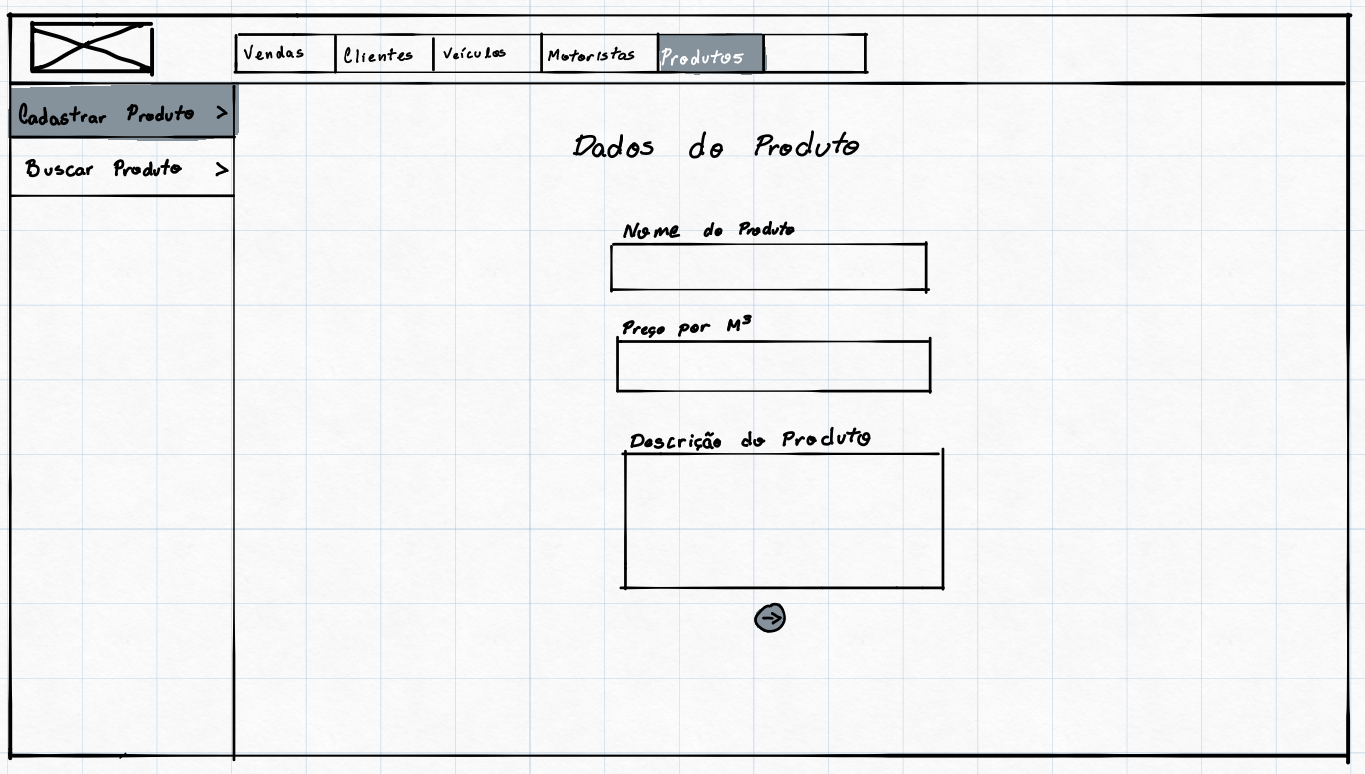 Vendas Clientes Veículos Motoristas Produtos
Cadastrar Produto >
Buscar Produto >
Dados do Produto
Nome do Produto
Preço por M³
Descrição do Produto